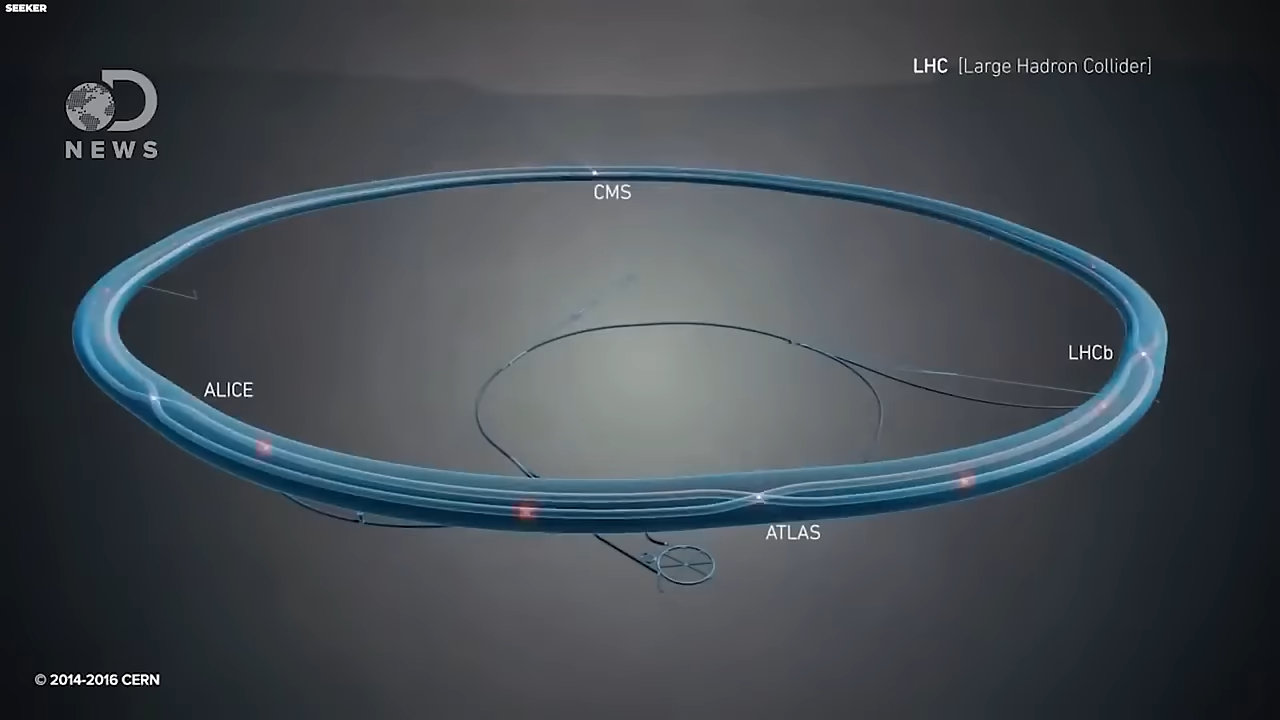 SEEKER
LHC [Large Hadron Collider]
D
NEWS
CMS
LHCb
ALICE
ATLAS
© 2014-2016 CERN